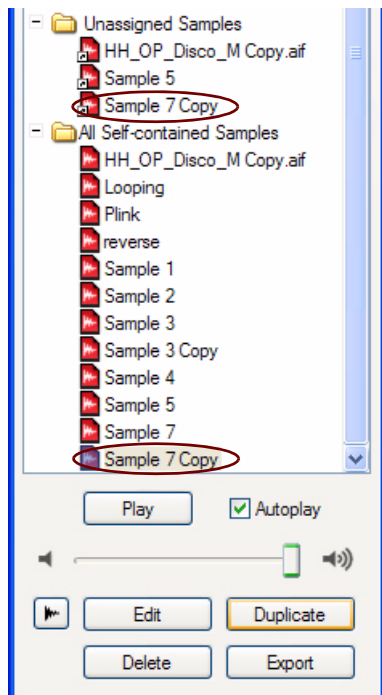 Unassigned Samples
HH_OP_Disco_M Copy.aif
Sample 5
Sample 7 Copy
All Self-contained Samples
HH_OP_Disco_M Copy.aif
Looping
Plink
reverse
Sample 1
Sample 2
Sample 3
Sample 3 Copy
Sample 4
Sample 5
Sample 7
Sample 7 Copy
Play Autoplay
Edit Duplicate
Delete Export